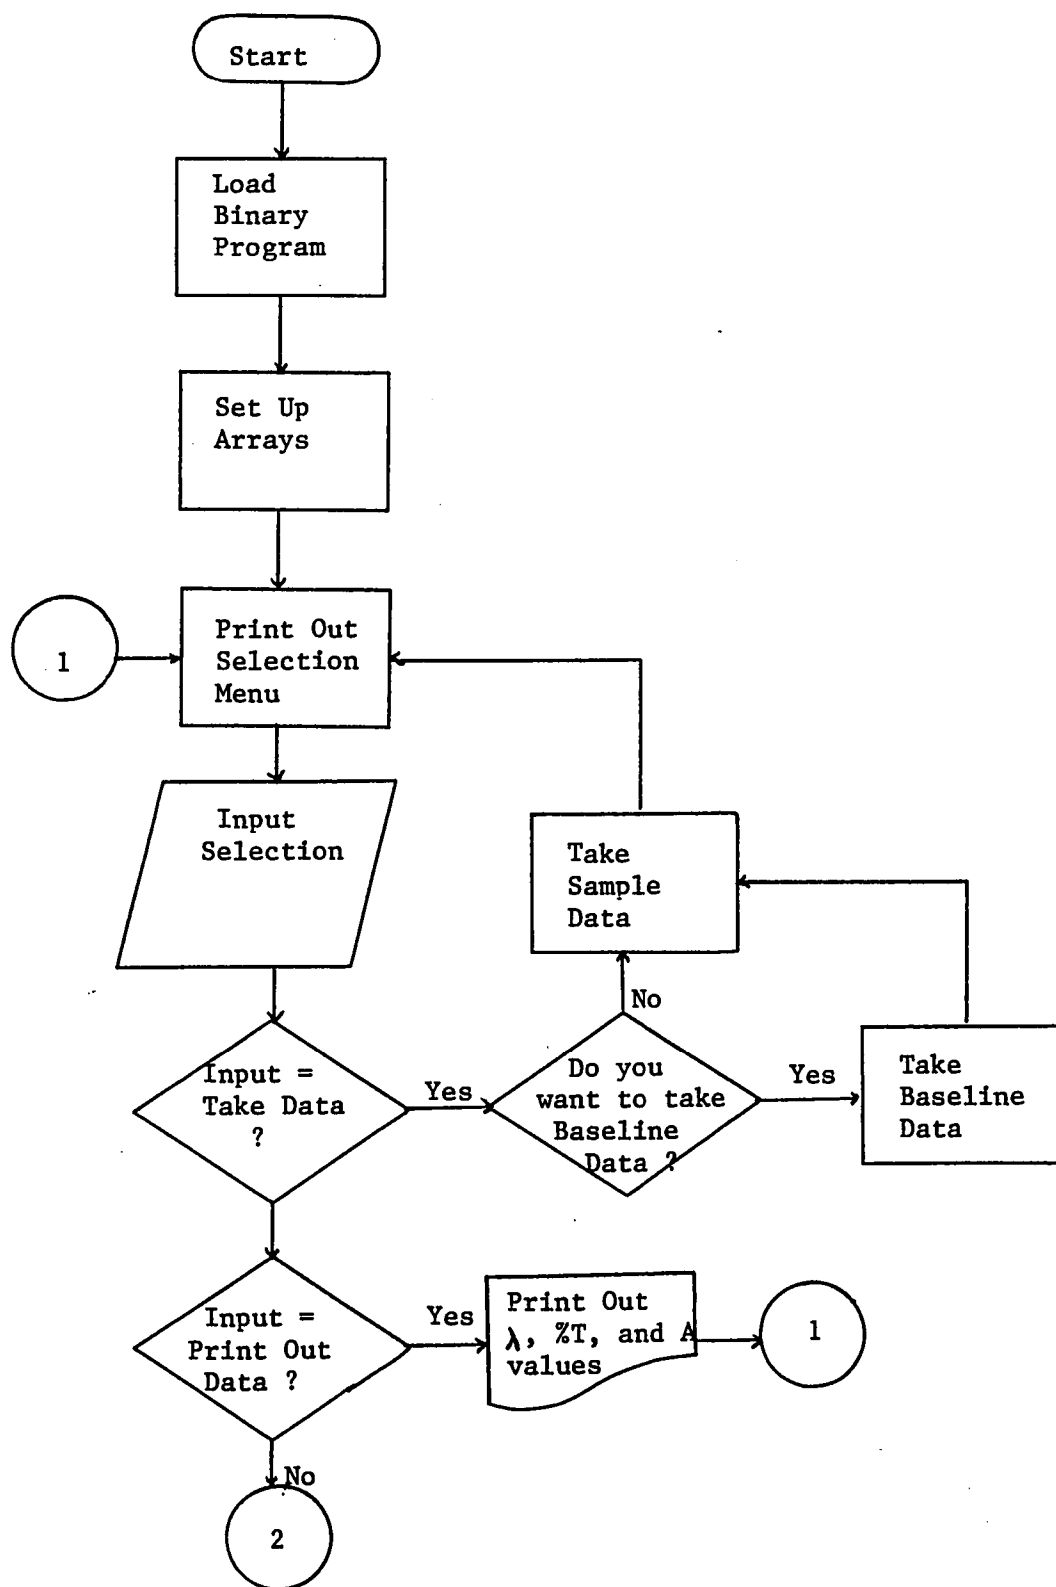 Start
Load
Binary
Program
Set Up
Arrays
1
Print Out
Selection
Menu
Input
Selection
Take
Sample
Data
No
Input =
Take Data
?
Yes
Do you
want to take
Baseline
Data ?
Yes
Take
Baseline
Data
Input =
Print Out
Data ?
Yes
Print Out
λ, %T, and A
values
1
No
2